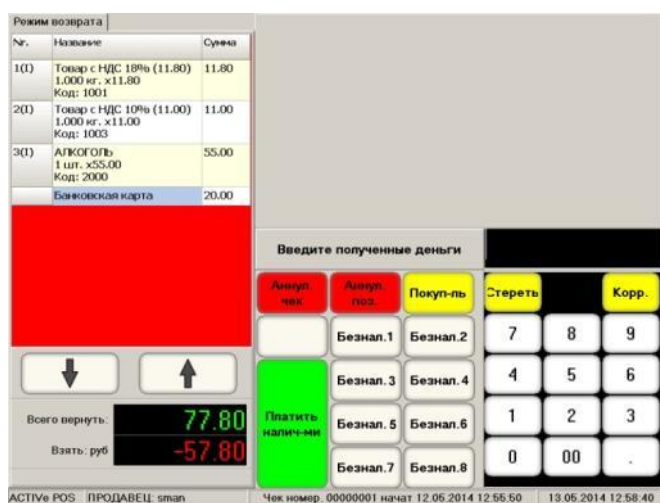 Режим возврата
Nr. Название Сумма
1(I) Товар с НДС 18% (11.80) 11.80
1.000 кг. x11.80
Код: 1001
2(I) Товар с НДС 10% (11.00) 11.00
1.000 кг. x11.00
Код: 1003
3(I) АЛКОГОЛЬ 55.00
1 шт. x55.00
Код: 2000
Банковская карта 20.00
Введите полученные деньги
Аннул. чек
Аннул. поз.
Покуп-ль
Стереть
Корр.
Безнал.1
Безнал.2
7
8
9
Безнал. 3
Безнал. 4
4
5
6
Всего вернуть: 77.80
Взять: руб -57.80
Платить
налич-ми
Безнал. 5
Безнал.6
1
2
3
Безнал.7
Безнал.8
0
00
.
ACTIVe POS ПРОДАВЕЦ: sman Чек номер. 00000001 начат 12.05.2014 12:55:50 13.05.2014 12:58:40